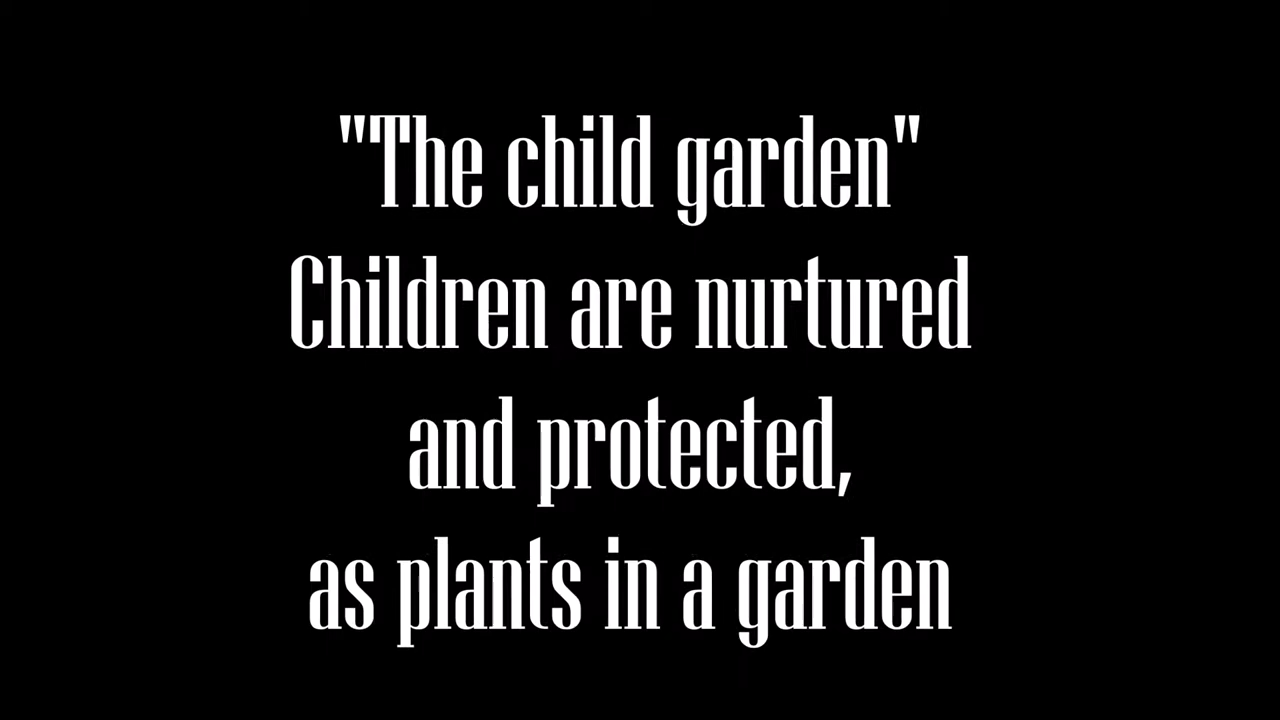 "The child garden"
Children are nurtured
and protected,
as plants in a garden